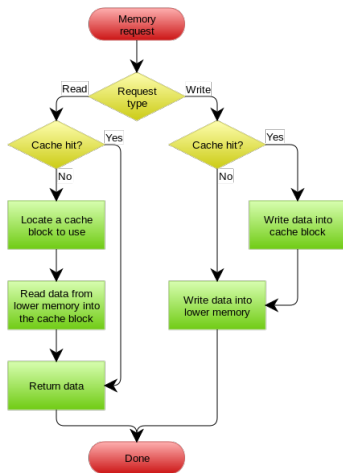 Memory
request
Read
Request
type
Write
Cache hit?
Yes
Cache hit?
Yes
No
No
Locate a cache
block to use
Write data into
cache block
Read data from
lower memory into
the cache block
Write data into
lower memory
Return data
Done